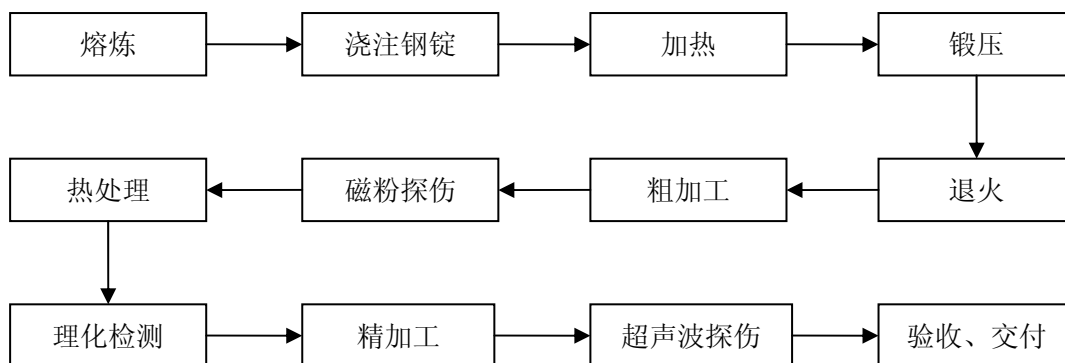 熔炼
浇注钢锭
加热
锻压
退火
粗加工
磁粉探伤
热处理
理化检测
精加工
超声波探伤
验收、交付